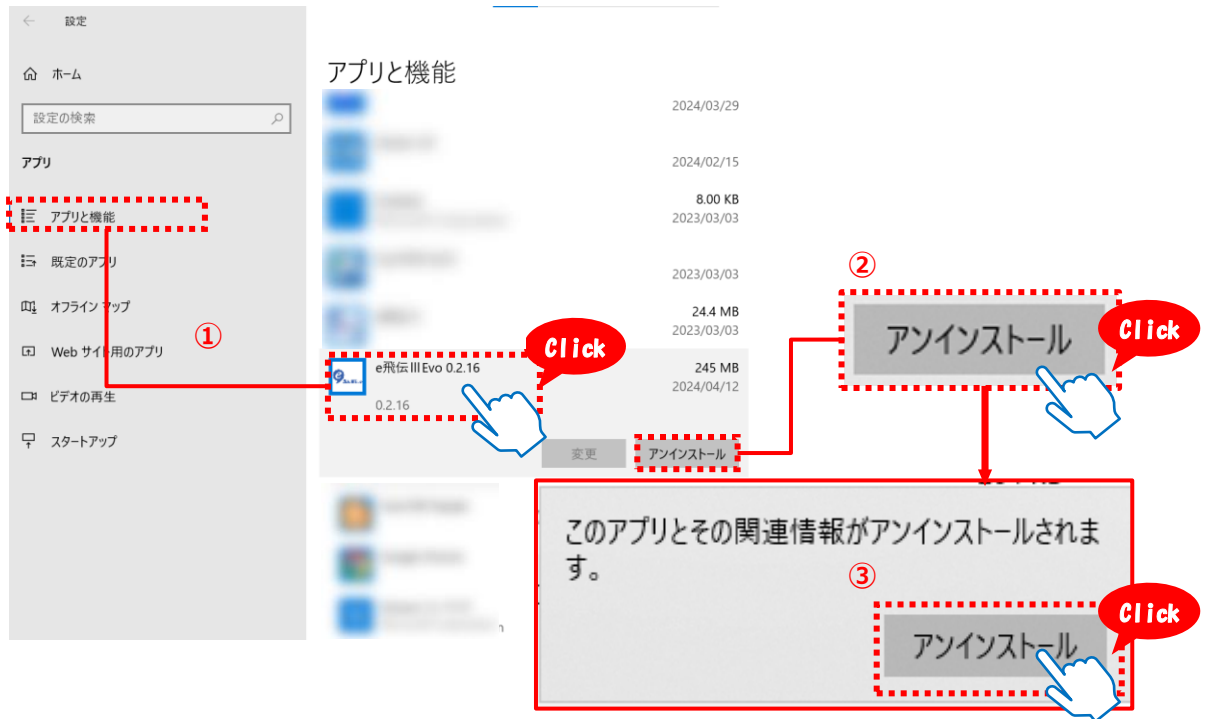 設定
ホーム
設定の検索
アプリ
アプリと機能
既定のアプリ
オフライン マップ
Web サイト用のアプリ
ビデオの再生
スタートアップ
①
アプリと機能
2024/03/29
2024/02/15
8.00 KB
2023/03/03
2023/03/03
24.4 MB
2023/03/03
e飛伝ⅢEvo 0.2.16
245 MB
2024/04/12
0.2.16
Click
変更
アンインストール
②
アンインストール
Click
このアプリとその関連情報がアンインストールされま
す。
③
アンインストール
Click